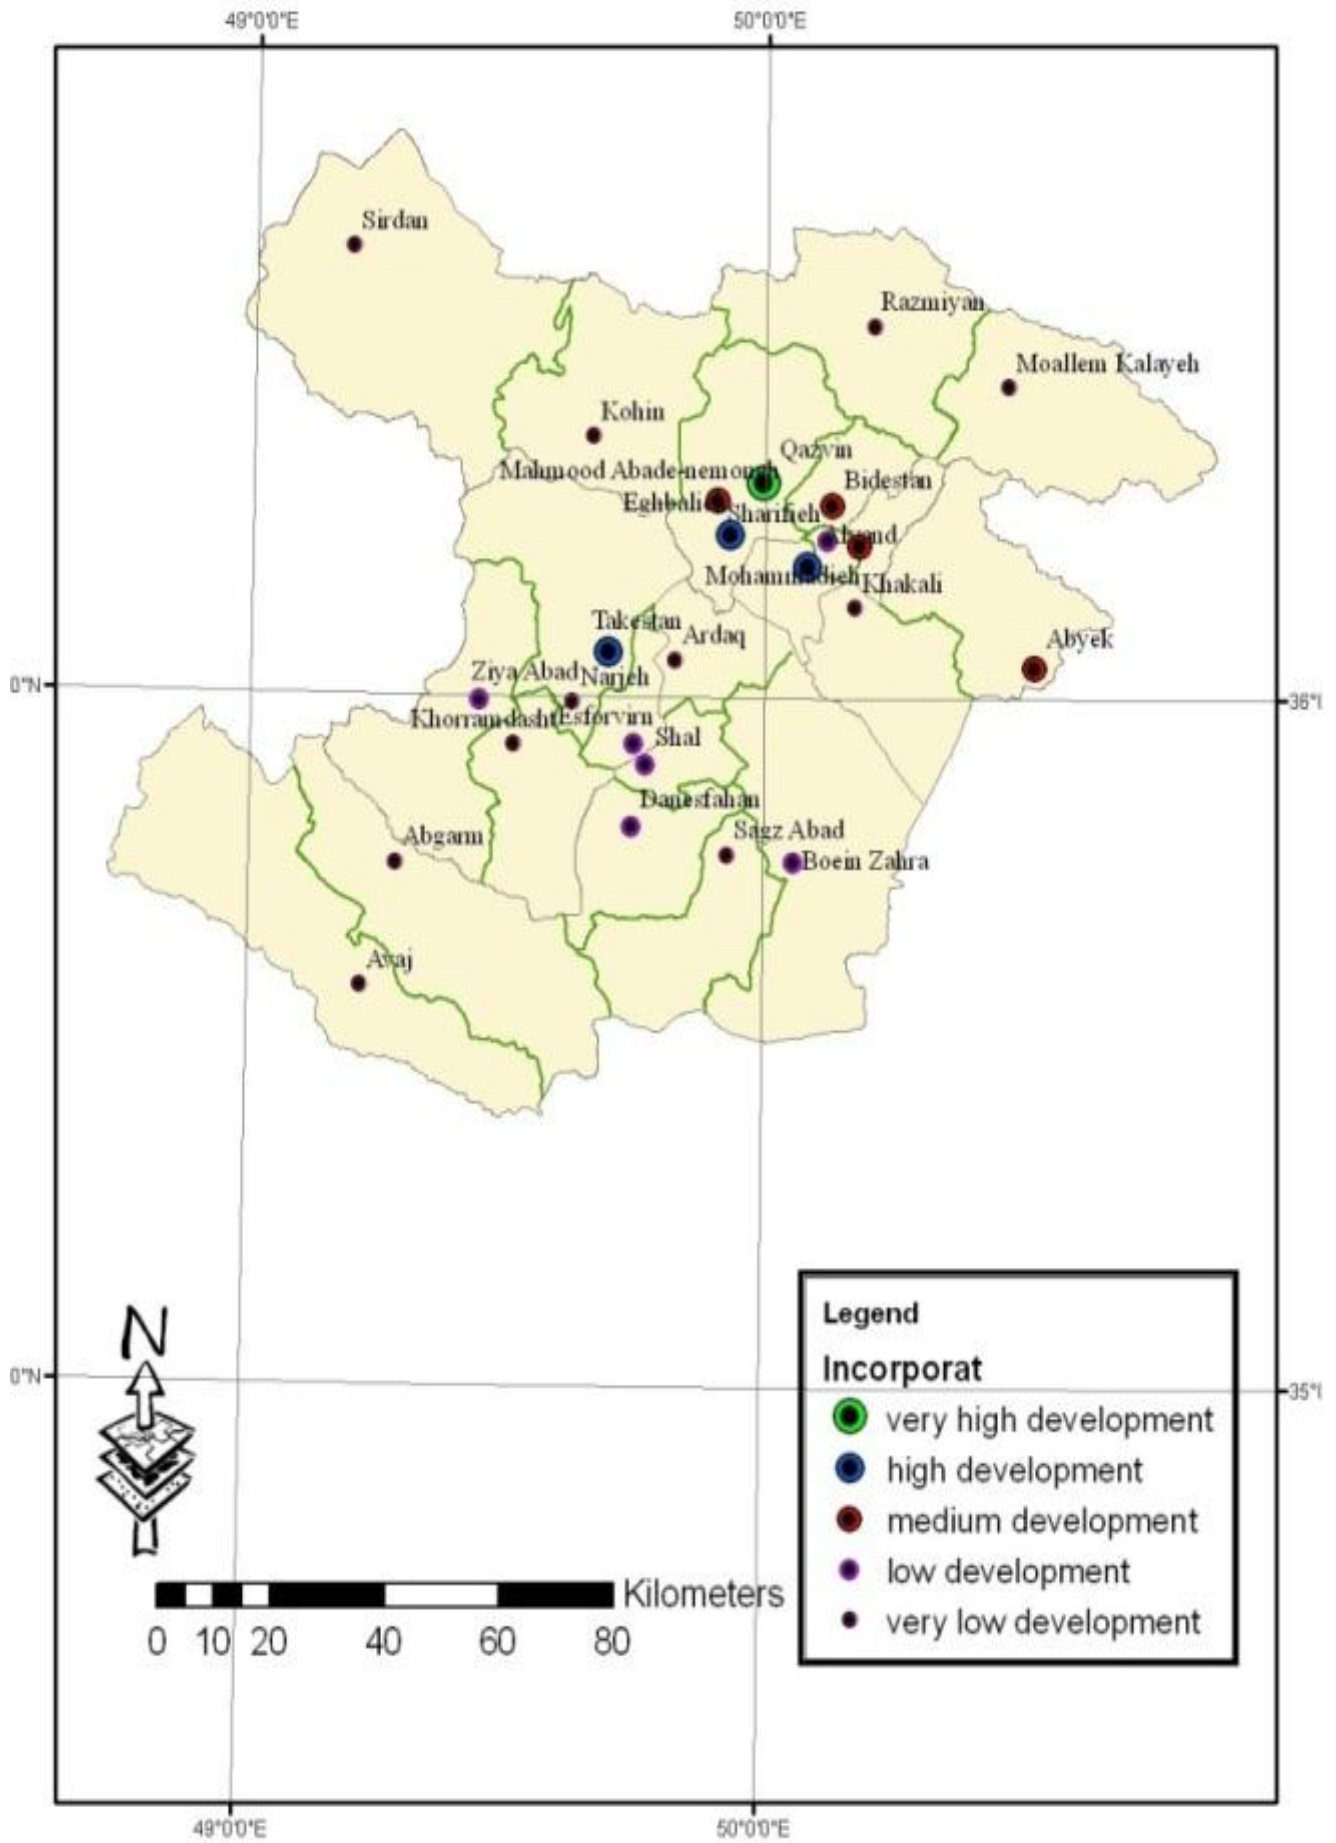 49°0'0"E 50°0'0"E
Sirdan
Razmiyan
Moallem Kalayeh
Kohin
Qazvin
Mahmood Abade-nemoneh
Bidestan
Eghbalieh
Sharifieh
Alvand
Mohammadieh
Khakali
Takestan
Ardaq
Abyek
Ziya Abad
Narjeh
0"N
36°
Khorramdasht
Esforvirn
Shal
Danesfahan
Sagz Abad
Abgarm
Boein Zahra
Avaj
N
Legend
Incorporat
0"N
35°
very high development
high development
medium development
low development
very low development
Kilometers
0 10 20 40 60 80
49°0'0"E 50°0'0"E